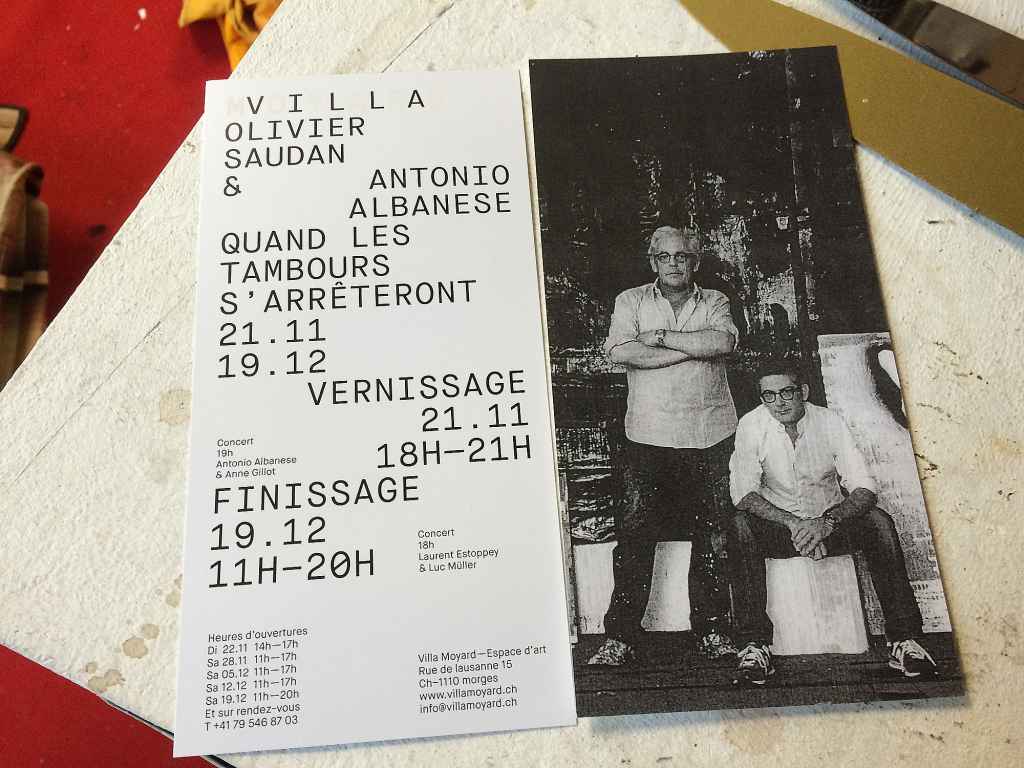 V I L L A
OLIVIER
SAUDAN
& ANTONIO
ALBANESE
QUAND LES
TAMBOURS
S'ARRÊTERONT
21.11
19.12
VERNISSAGE
21.11
18H—21H
Concert
19h
Antonio Albanese
& Anne Gillot
FINISSAGE
19.12
11H—20H
Concert
18h
Laurent Estoppey
& Luc Müller
Heures d'ouvertures
Di 22.11 14h—17h
Sa 28.11 11h—17h
Sa 05.12 11h—17h
Sa 12.12 11h—17h
Sa 19.12 11h—20h
Et sur rendez-vous
T +41 79 546 87 03
Villa Moyard—Espace d'art
Rue de lausanne 15
Ch–1110 morges
www.villamoyard.ch
info@villamoyard.ch